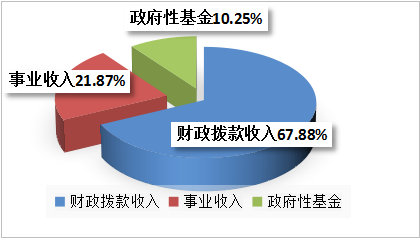 政府性基金10.25%
事业收入21.87%
财政拨款收入67.88%
财政拨款收入 事业收入 政府性基金